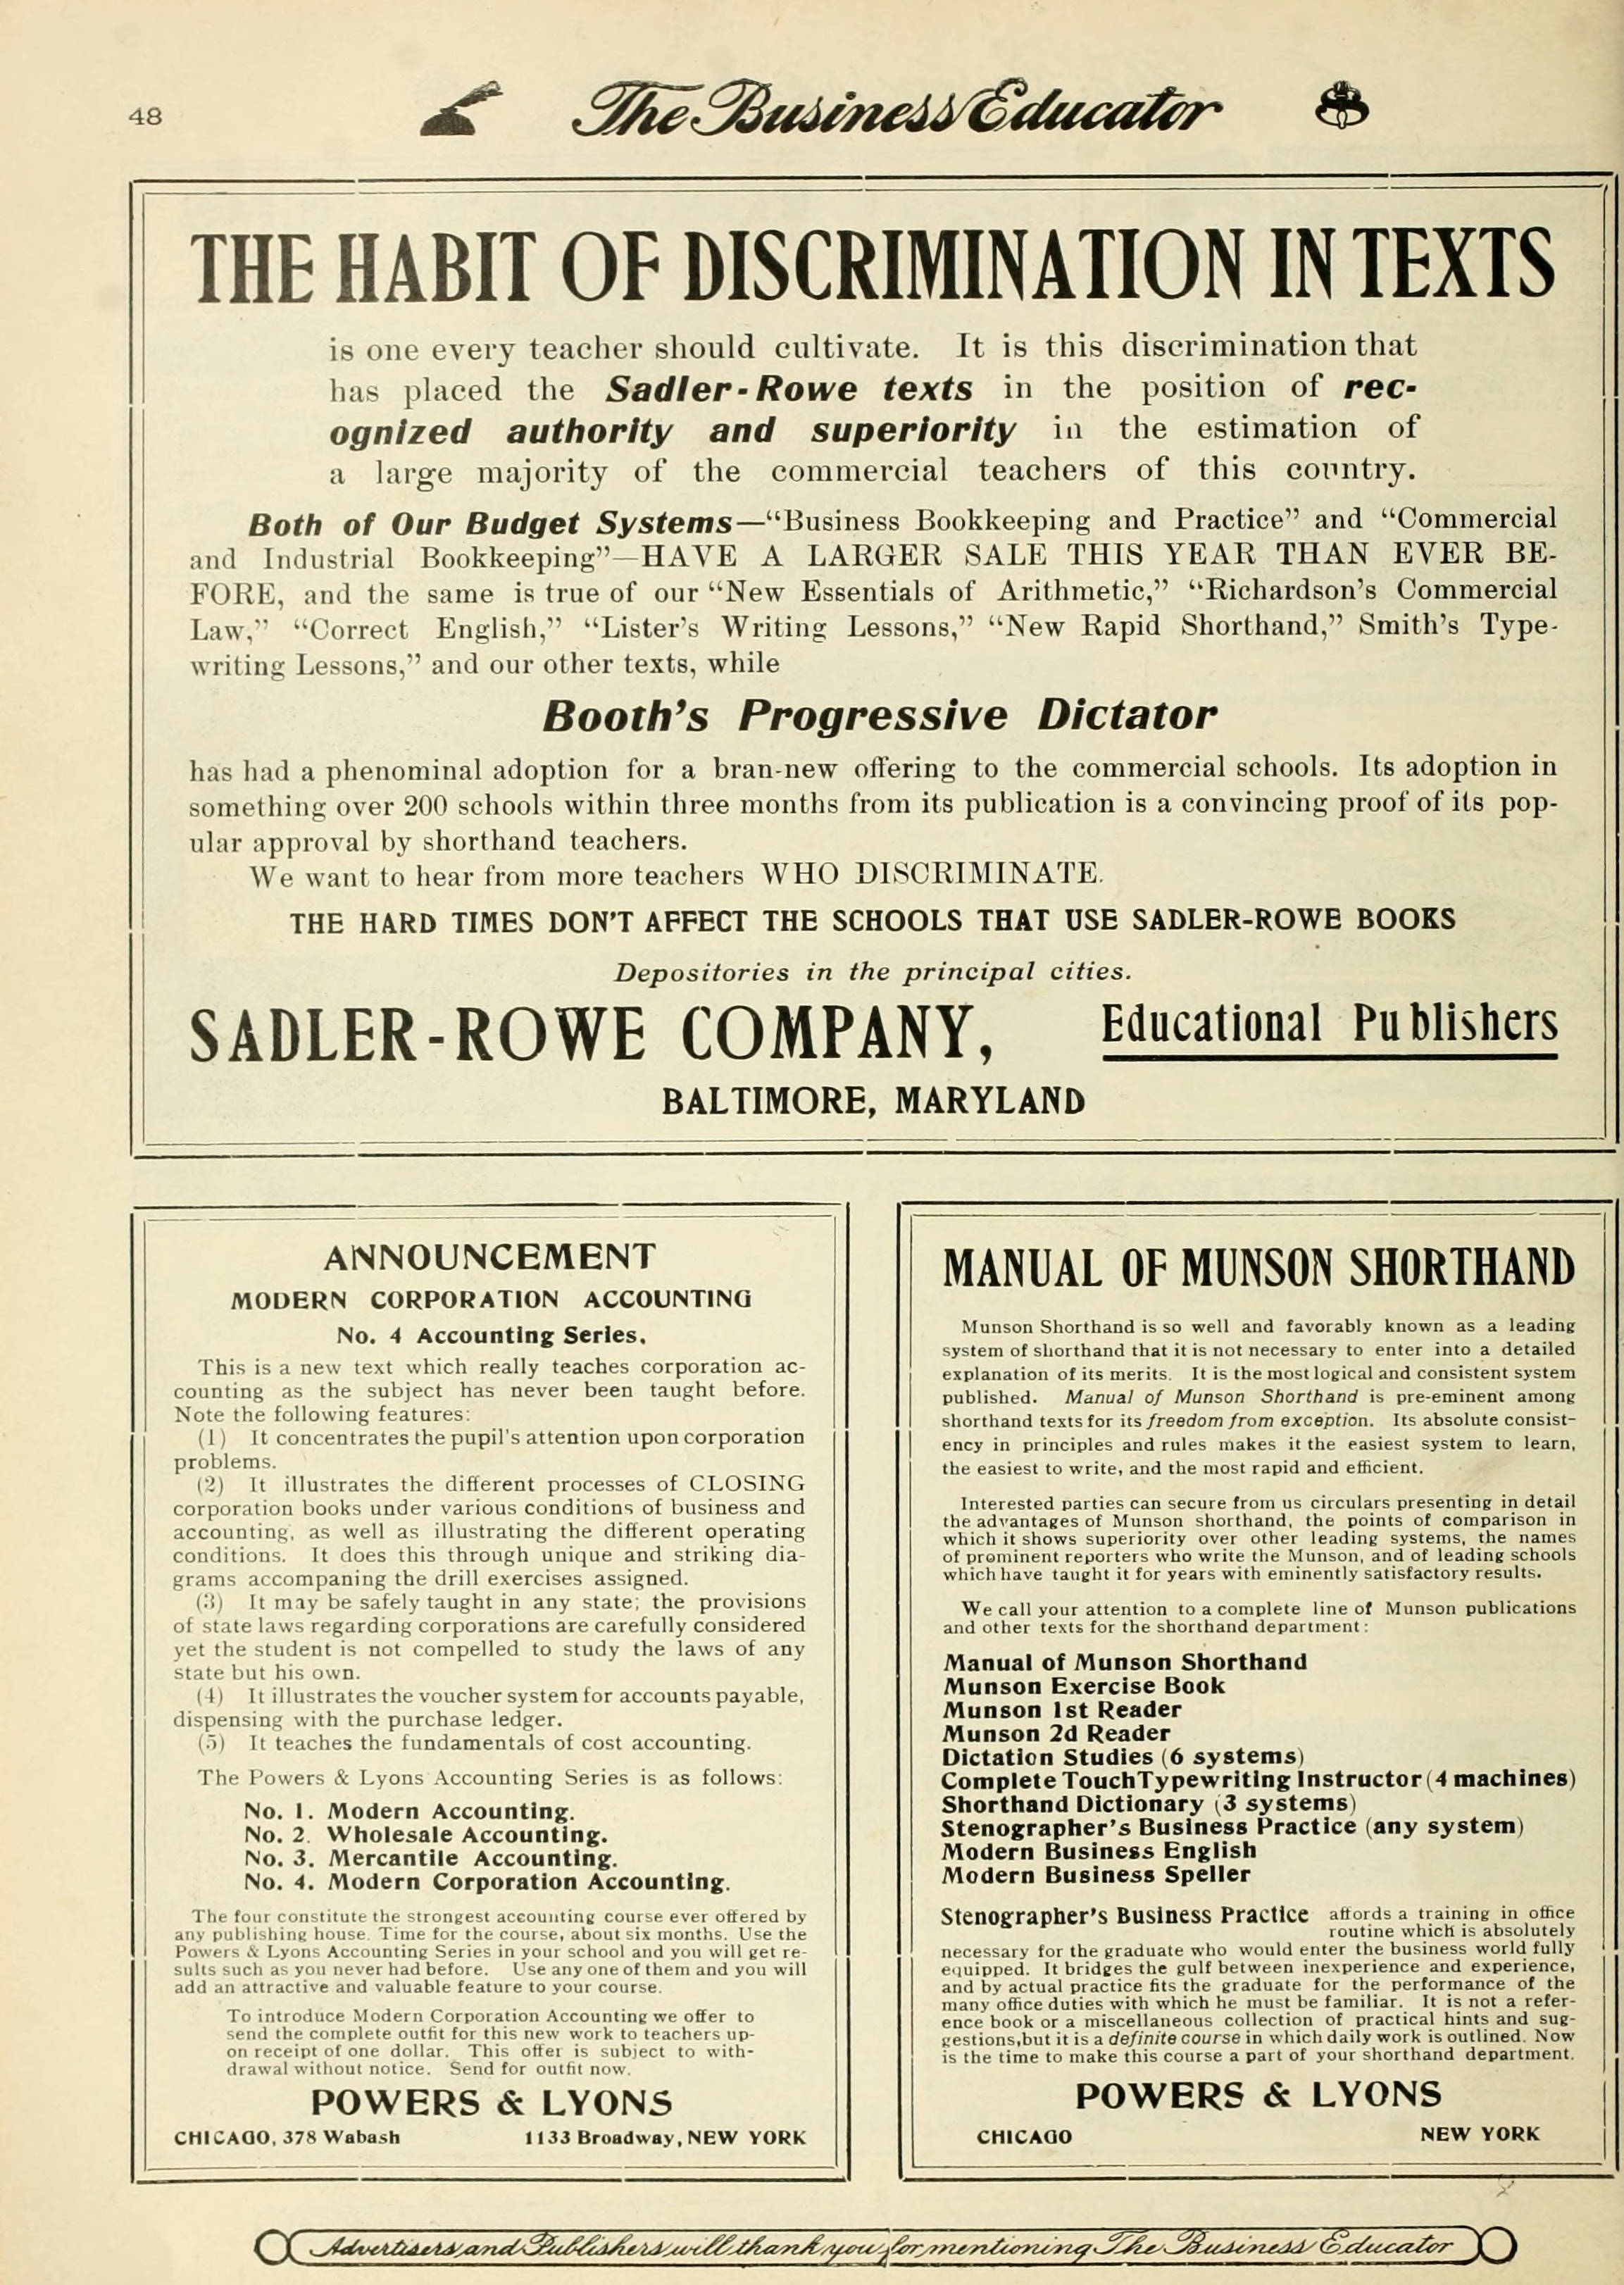 48
The Business Educator
THE HABIT OF DISCRIMINATION IN TEXTS
is one every teacher should cultivate. It is this discrimination that
has placed the Sadler-Rowe texts in the position of rec-
ognized authority and superiority in the estimation of
a large majority of the commercial teachers of this country.
Both of Our Budget Systems—“Business Bookkeeping and Practice” and “Commercial
and Industrial Bookkeeping”—HAVE A LARGER SALE THIS YEAR THAN EVER BE-
FORE, and the same is true of our “New Essentials of Arithmetic,” “Richardson’s Commercial
Law,” “Correct English,” “Lister’s Writing Lessons,” “New Rapid Shorthand,” Smith’s Type-
writing Lessons,” and our other texts, while
Booth’s Progressive Dictator
has had a phenominal adoption for a bran-new offering to the commercial schools. Its adoption in
something over 200 schools within three months from its publication is a convincing proof of its pop-
ular approval by shorthand teachers.
We want to hear from more teachers WHO DISCRIMINATE.
THE HARD TIMES DON’T AFFECT THE SCHOOLS THAT USE SADLER-ROWE BOOKS
Depositories in the principal cities.
SADLER-ROWE COMPANY, Educational Publishers
BALTIMORE, MARYLAND
ANNOUNCEMENT
MODERN CORPORATION ACCOUNTING
No. 4 Accounting Series.
This is a new text which really teaches corporation ac-
counting as the subject has never been taught before.
Note the following features:
(1) It concentrates the pupil’s attention upon corporation
problems.
(2) It illustrates the different processes of CLOSING
corporation books under various conditions of business and
accounting, as well as illustrating the different operating
conditions. It does this through unique and striking dia-
grams accompaning the drill exercises assigned.
(3) It may be safely taught in any state; the provisions
of state laws regarding corporations are carefully considered
yet the student is not compelled to study the laws of any
state but his own.
(4) It illustrates the voucher system for accounts payable,
dispensing with the purchase ledger.
(5) It teaches the fundamentals of cost accounting.
The Powers & Lyons Accounting Series is as follows:
No. 1. Modern Accounting.
No. 2. Wholesale Accounting.
No. 3. Mercantile Accounting.
No. 4. Modern Corporation Accounting.
The four constitute the strongest accounting course ever offered by
any publishing house. Time for the course, about six months. Use the
Powers & Lyons Accounting Series in your school and you will get re-
sults such as you never had before. Use any one of them and you will
add an attractive and valuable feature to your course.
To introduce Modern Corporation Accounting we offer to
send the complete outfit for this new work to teachers up-
on receipt of one dollar. This offer is subject to with-
drawal without notice. Send for outfit now.
POWERS & LYONS
CHICAGO, 378 Wabash 1133 Broadway, NEW YORK
MANUAL OF MUNSON SHORTHAND
Munson Shorthand is so well and favorably known as a leading
system of shorthand that it is not necessary to enter into a detailed
explanation of its merits. It is the most logical and consistent system
published. Manual of Munson Shorthand is pre-eminent among
shorthand texts for its freedom from exception. Its absolute consist-
ency in principles and rules makes it the easiest system to learn,
the easiest to write, and the most rapid and efficient.
Interested parties can secure from us circulars presenting in detail
the advantages of Munson shorthand, the points of comparison in
which it shows superiority over other leading systems, the names
of prominent reporters who write the Munson, and of leading schools
which have taught it for years with eminently satisfactory results.
We call your attention to a complete line of Munson publications
and other texts for the shorthand department:
Manual of Munson Shorthand
Munson Exercise Book
Munson 1st Reader
Munson 2d Reader
Dictation Studies (6 systems)
Complete Touch Typewriting Instructor (4 machines)
Shorthand Dictionary (3 systems)
Stenographer’s Business Practice (any system)
Modern Business English
Modern Business Speller
Stenographer’s Business Practice affords a training in office
routine which is absolutely
necessary for the graduate who would enter the business world fully
equipped. It bridges the gulf between inexperience and experience,
and by actual practice fits the graduate for the performance of the
many office duties with which he must be familiar. It is not a refer-
ence book or a miscellaneous collection of practical hints and sug-
gestions, but it is a definite course in which daily work is outlined. Now
is the time to make this course a part of your shorthand department.
POWERS & LYONS
CHICAGO NEW YORK
Advertisers and Publishers will thank you for mentioning The Business Educator